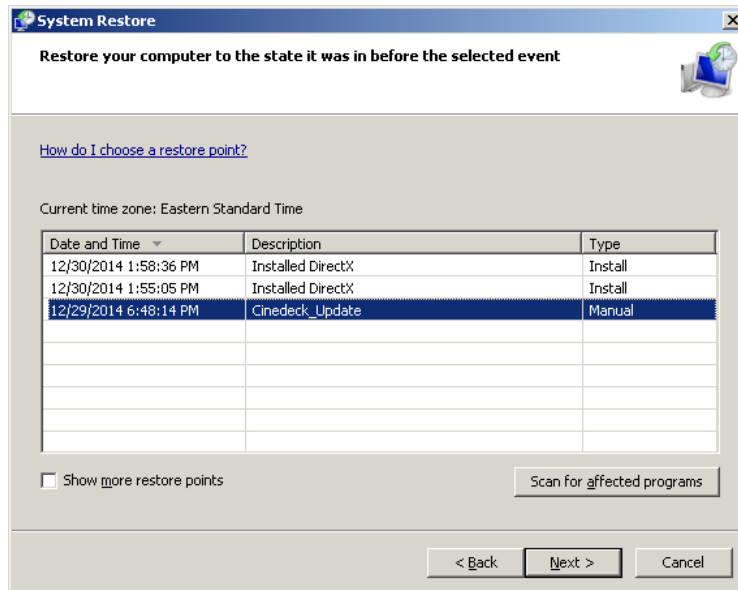 System Restore
Restore your computer to the state it was in before the selected event
How do I choose a restore point?
Current time zone: Eastern Standard Time
Date and Time Description Type
12/30/2014 1:58:36 PM Installed DirectX Install
12/30/2014 1:55:05 PM Installed DirectX Install
12/29/2014 6:48:14 PM Cinedeck_Update Manual
Show more restore points Scan for affected programs
< Back Next > Cancel